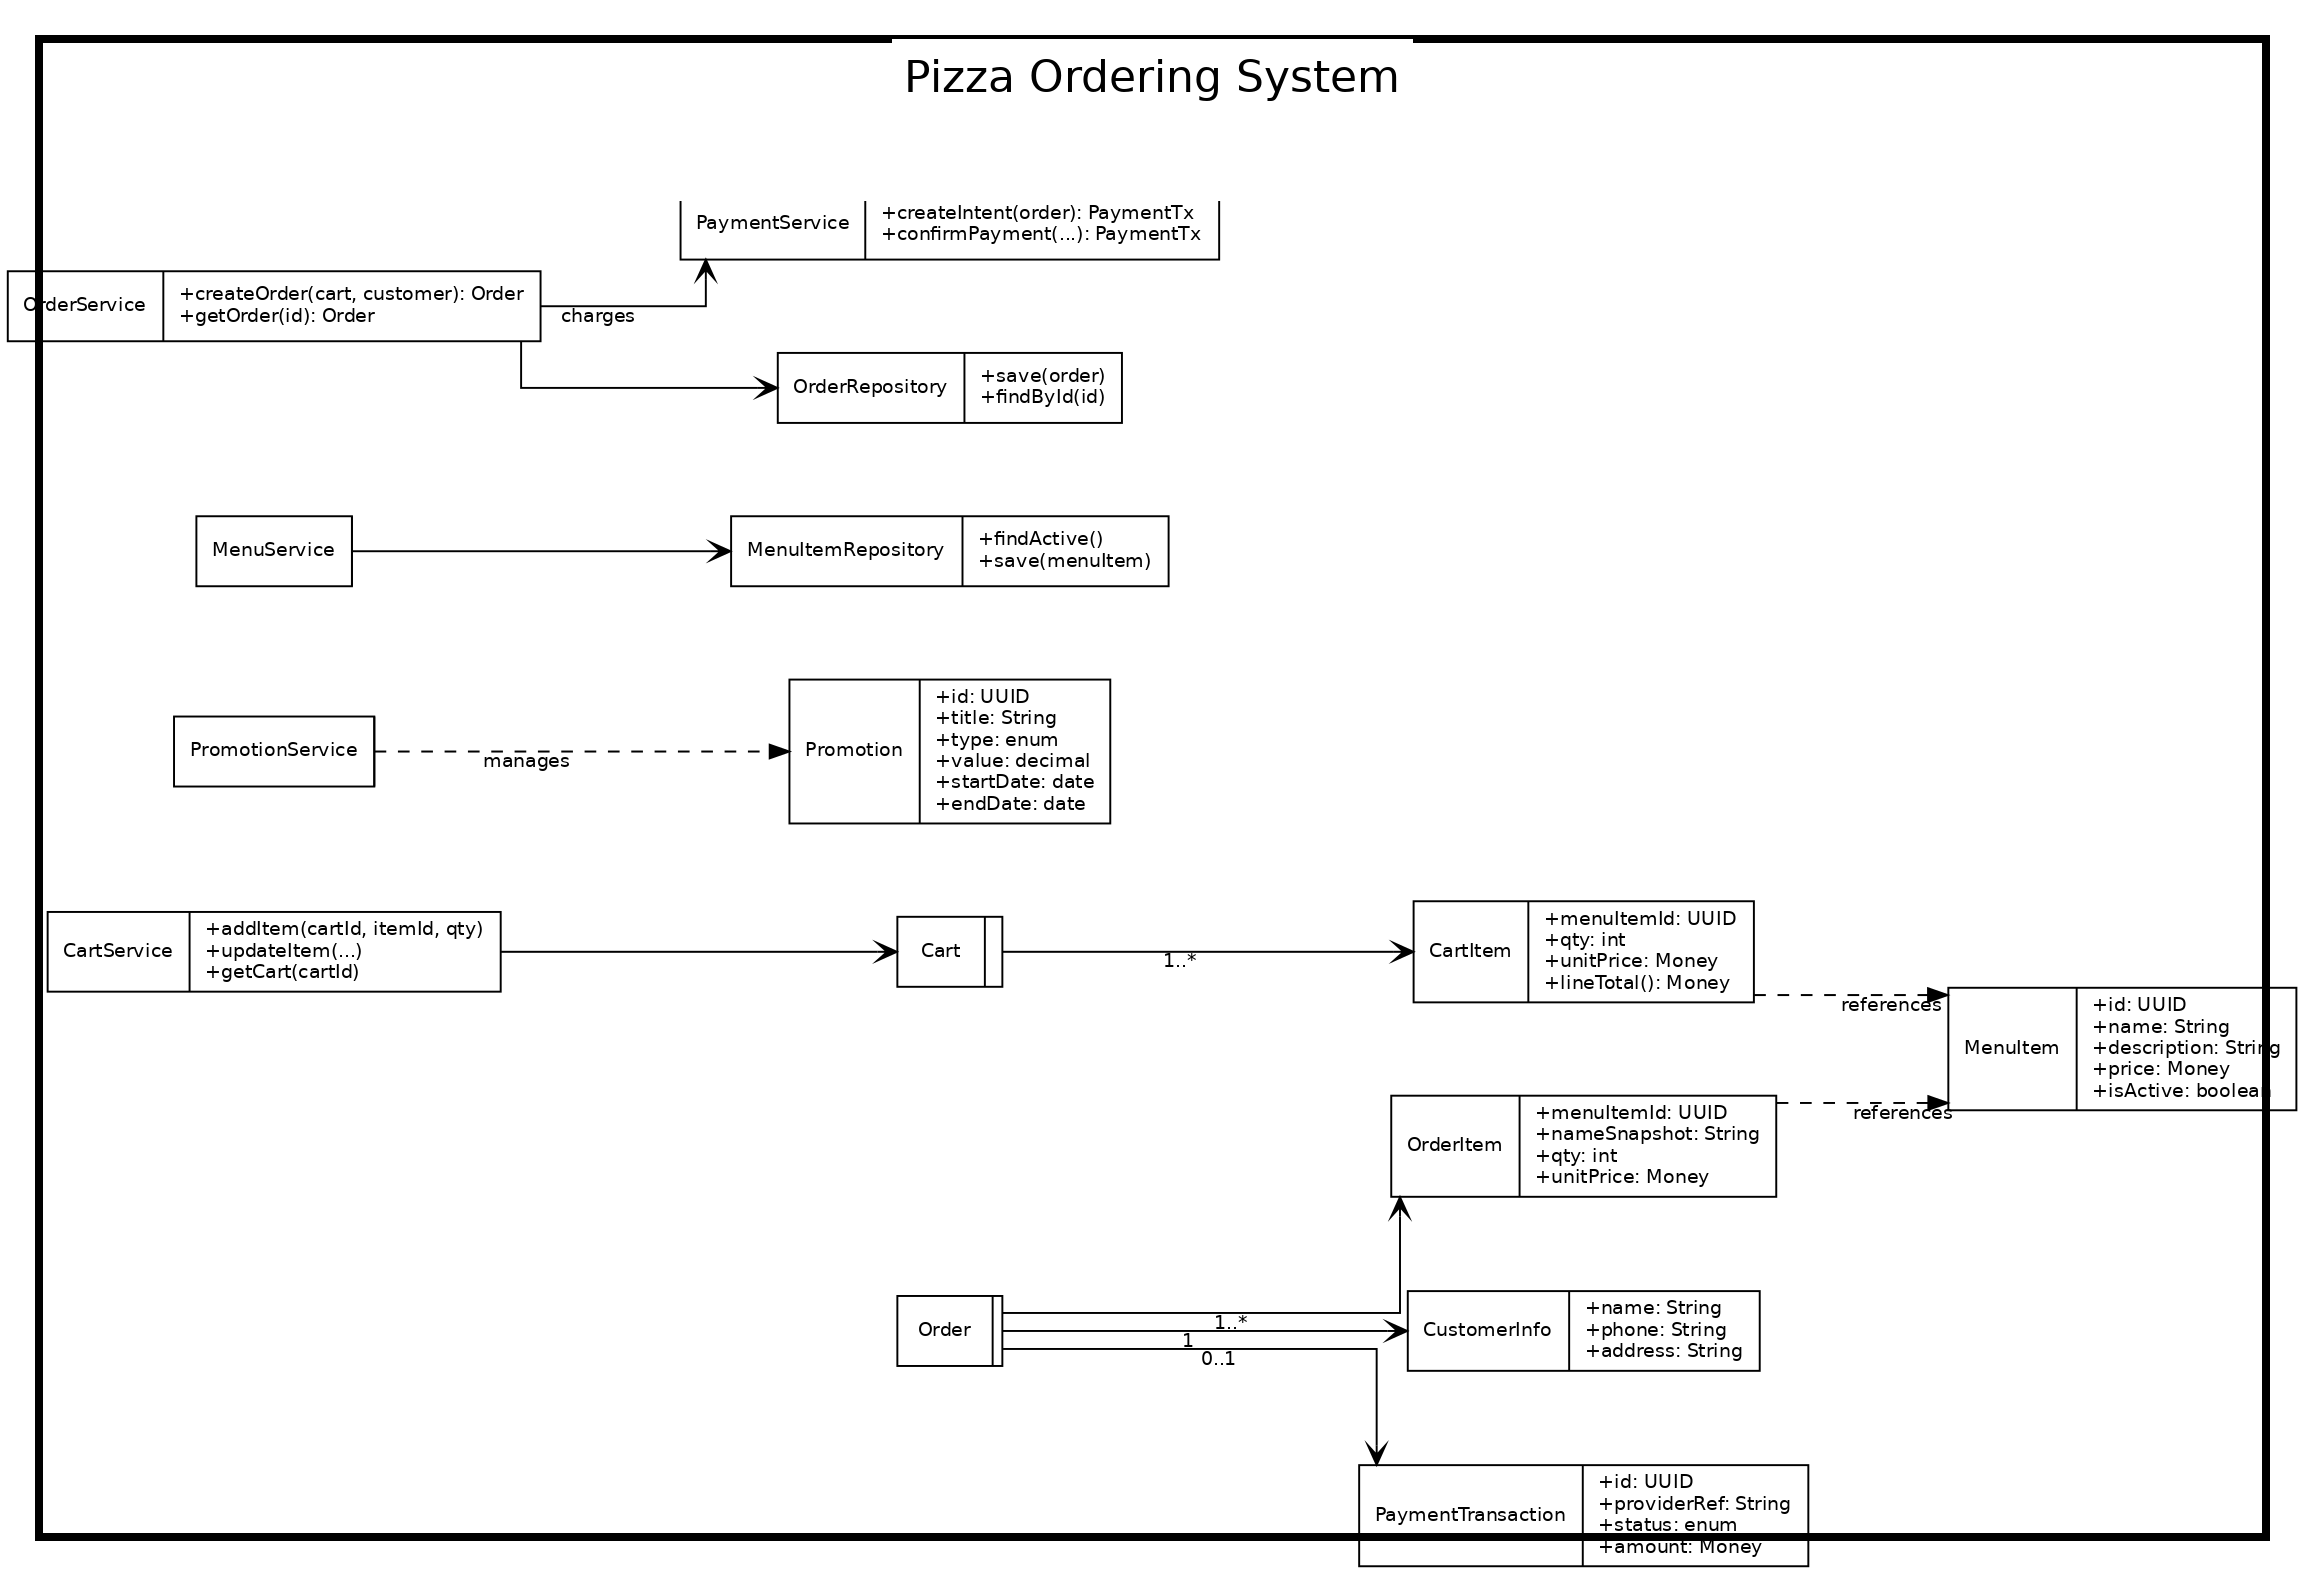 Pizza Ordering System
PaymentService
+createIntent(order): PaymentTx
+confirmPayment(...): PaymentTx
OrderService
+createOrder(cart, customer): Order
+getOrder(id): Order
charges
OrderRepository
+save(order)
+findById(id)
MenuService
MenuItemRepository
+findActive()
+save(menuItem)
PromotionService
manages
Promotion
+id: UUID
+title: String
+type: enum
+value: decimal
+startDate: date
+endDate: date
CartService
+addItem(cartId, itemId, qty)
+updateItem(...)
+getCart(cartId)
Cart
1..*
CartItem
+menuItemId: UUID
+qty: int
+unitPrice: Money
+lineTotal(): Money
references
MenuItem
+id: UUID
+name: String
+description: String
+price: Money
+isActive: boolean
references
OrderItem
+menuItemId: UUID
+nameSnapshot: String
+qty: int
+unitPrice: Money
Order
1..*
1
0..1
CustomerInfo
+name: String
+phone: String
+address: String
PaymentTransaction
+id: UUID
+providerRef: String
+status: enum
+amount: Money